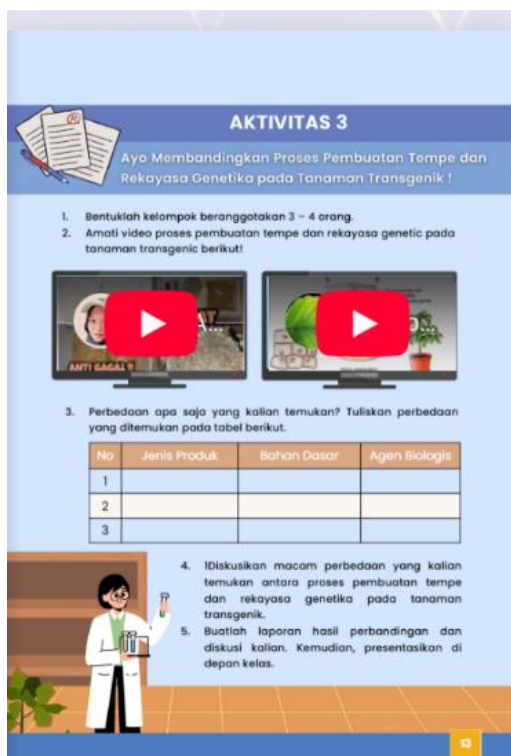 AKTIVITAS 3
Ayo Membandingkan Proses Pembuatan Tempe dan
Rekayasa Genetika pada Tanaman Transgenik !
1. Bentuklah kelompok beranggotakan 3 – 4 orang.
2. Amati video proses pembuatan tempe dan rekayasa genetic pada
tanaman transgenic berikut!
ANTI GAGAL !!
3. Perbedaan apa saja yang kalian temukan? Tuliskan perbedaan
yang ditemukan pada tabel berikut.
No Jenis Produk Bahan Dasar Agen Biologis
1
2
3
4. 1Diskusikan macam perbedaan yang kalian
temukan antara proses pembuatan tempe
dan rekayasa genetika pada tanaman
transgenik.
5. Buatlah laporan hasil perbandingan dan
diskusi kalian. Kemudian, presentasikan di
depan kelas.
13